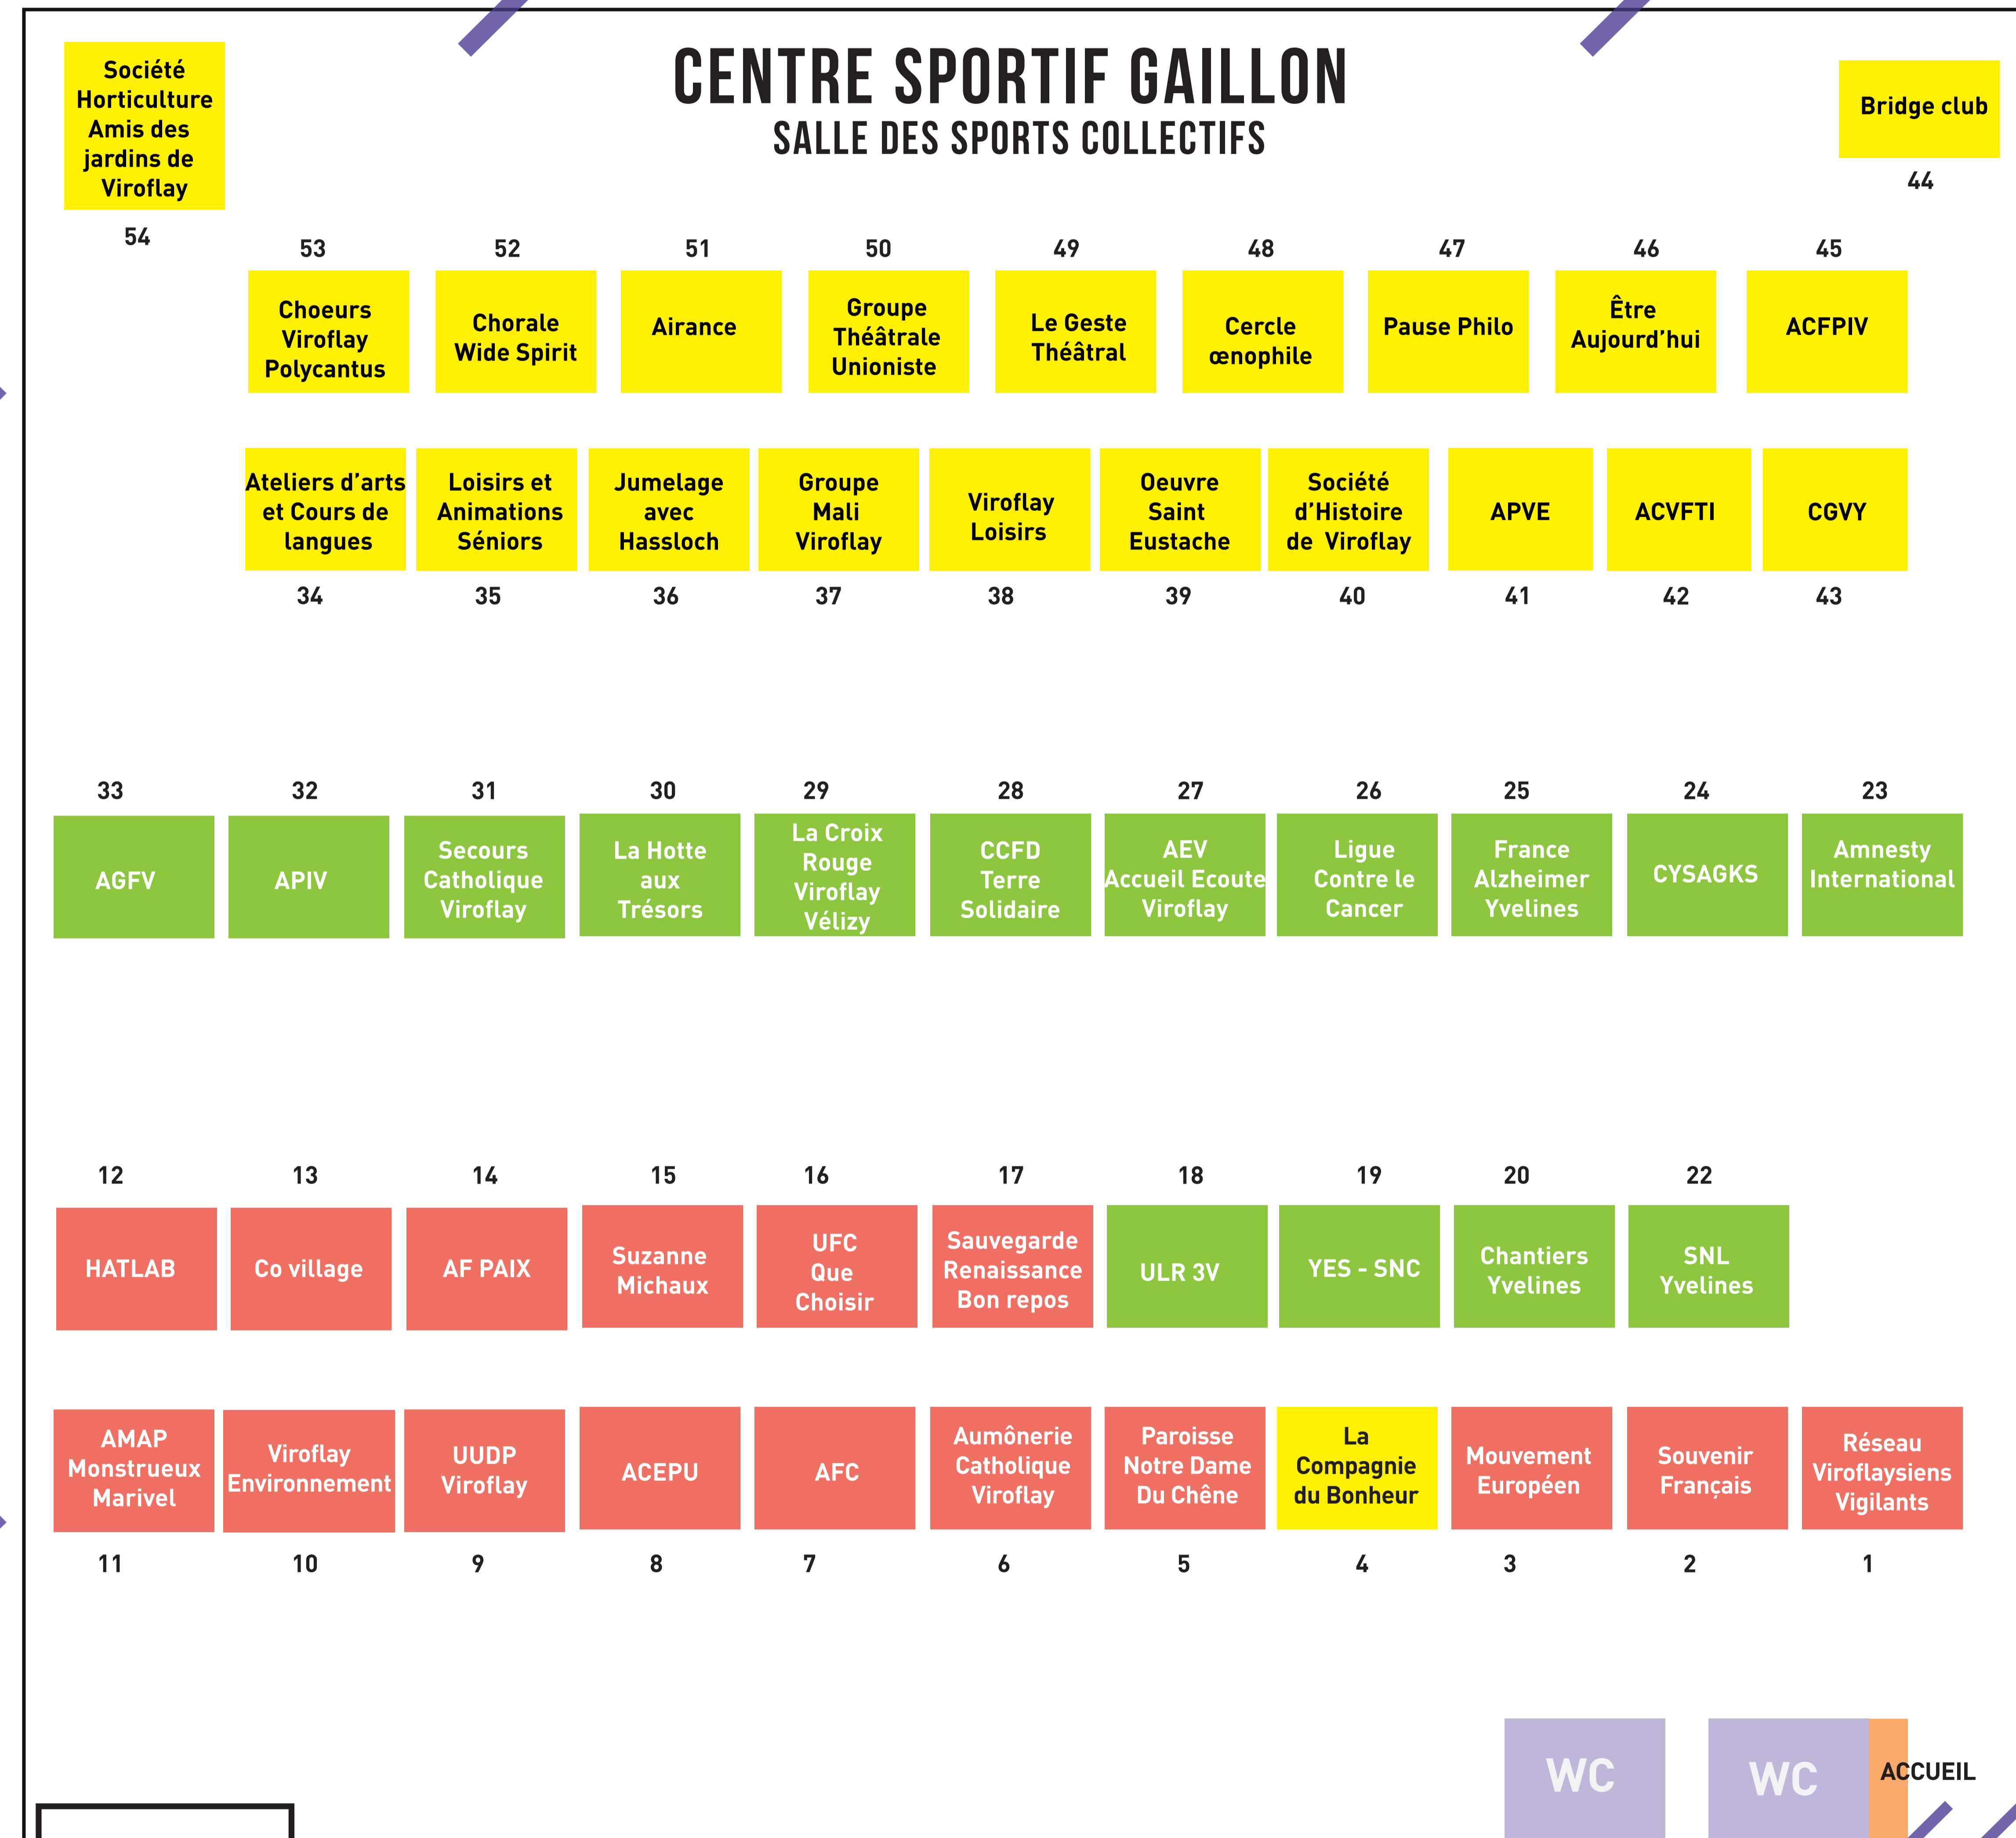 CENTRE SPORTIF GAILLON
SALLE DES SPORTS COLLECTIFS
Société
Horticulture
Amis des
jardins de
Viroflay
54
Bridge club
44
53
52
51
50
49
48
47
46
45
Choeurs
Viroflay
Polycantus
Chorale
Wide Spirit
Airance
Groupe
Théâtrale
Unioniste
Le Geste
Théâtral
Cercle
œnophile
Pause Philo
Être
Aujourd’hui
ACFPIV
Ateliers d’arts
et Cours de
langues
Loisirs et
Animations
Séniors
Jumelage
avec
Hassloch
Groupe
Mali
Viroflay
Viroflay
Loisirs
Oeuvre
Saint
Eustache
Société
d’Histoire
de Viroflay
APVE
ACVFTI
CGVY
34
35
36
37
38
39
40
41
42
43
33
32
31
30
29
28
27
26
25
24
23
AGFV
APIV
Secours
Catholique
Viroflay
La Hotte
aux
Trésors
La Croix
Rouge
Viroflay
Vélizy
CCFD
Terre
Solidaire
AEV
Accueil Ecoute
Viroflay
Ligue
Contre le
Cancer
France
Alzheimer
Yvelines
CYSAGKS
Amnesty
International
12
13
14
15
16
17
18
19
20
22
HATLAB
Co village
AF PAIX
Suzanne
Michaux
UFC
Que
Choisir
Sauvegarde
Renaissance
Bon repos
ULR 3V
YES - SNC
Chantiers
Yvelines
SNL
Yvelines
AMAP
Monstrueux
Marivel
Viroflay
Environnement
UUDP
Viroflay
ACEPU
AFC
Aumônerie
Catholique
Viroflay
Paroisse
Notre Dame
Du Chêne
La
Compagnie
du Bonheur
Mouvement
Européen
Souvenir
Français
Réseau
Viroflaysiens
Vigilants
11
10
9
8
7
6
5
4
3
2
1
WC
WC
ACCUEIL